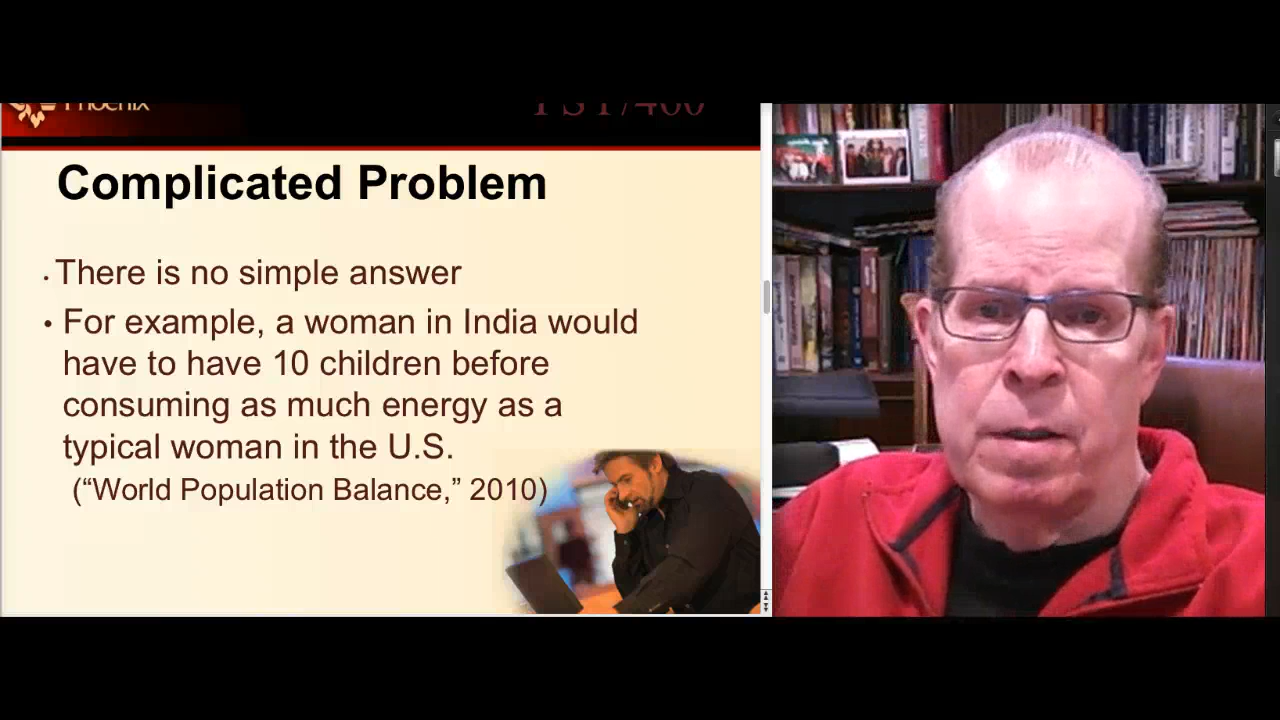 Phoenix
Complicated Problem
• There is no simple answer
• For example, a woman in India would
have to have 10 children before
consuming as much energy as a
typical woman in the U.S.
(“World Population Balance,” 2010)